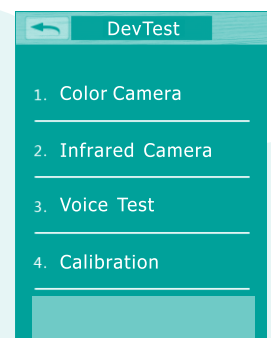 DevTest
1. Color Camera
2. Infrared Camera
3. Voice Test
4. Calibration